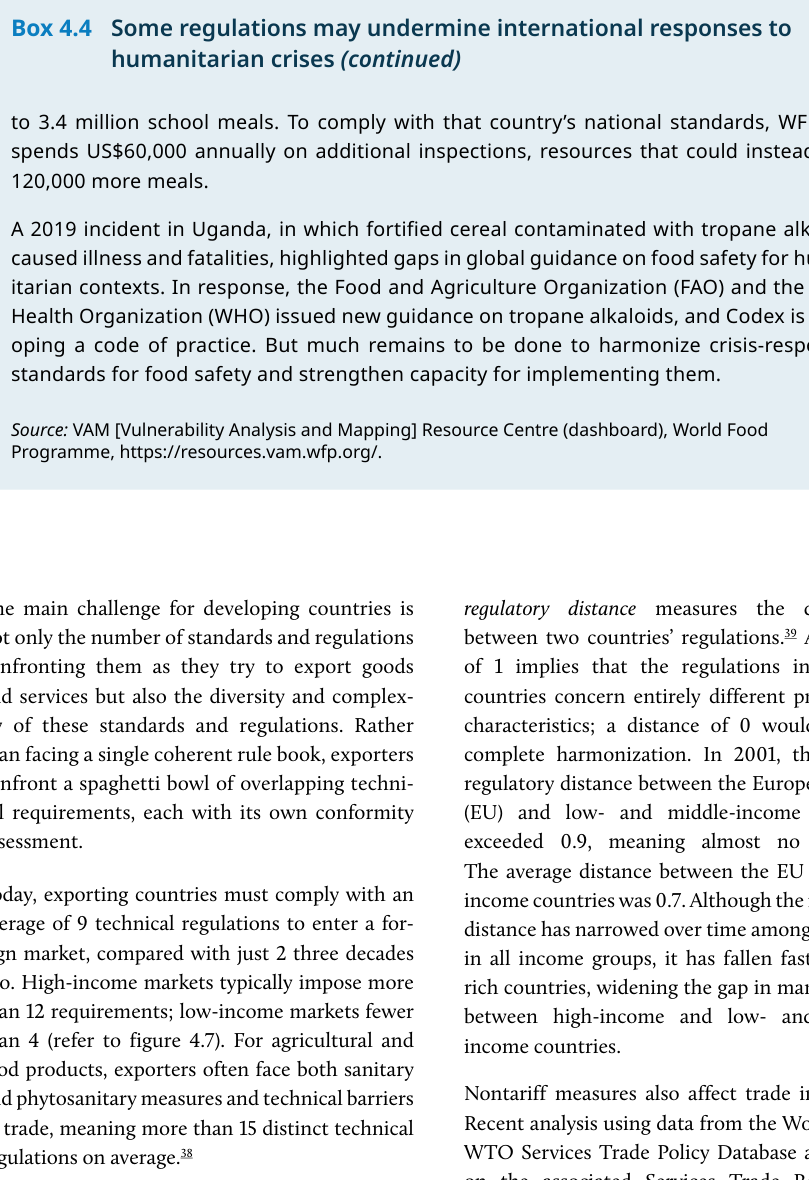 Box 4.4 Some regulations may undermine international responses to
humanitarian crises (continued)
to 3.4 million school meals. To comply with that country’s national standards, WF
spends US$60,000 annually on additional inspections, resources that could instead
120,000 more meals.
A 2019 incident in Uganda, in which fortified cereal contaminated with tropane alk
caused illness and fatalities, highlighted gaps in global guidance on food safety for hu
itarian contexts. In response, the Food and Agriculture Organization (FAO) and the
Health Organization (WHO) issued new guidance on tropane alkaloids, and Codex is
oping a code of practice. But much remains to be done to harmonize crisis-respo
standards for food safety and strengthen capacity for implementing them.
Source: VAM [Vulnerability Analysis and Mapping] Resource Centre (dashboard), World Food
Programme, https://resources.vam.wfp.org/.
he main challenge for developing countries is
ot only the number of standards and regulations
nfronting them as they try to export goods
nd services but also the diversity and complex-
y of these standards and regulations. Rather
an facing a single coherent rule book, exporters
nfront a spaghetti bowl of overlapping techni-
l requirements, each with its own conformity
sessment.
oday, exporting countries must comply with an
erage of 9 technical regulations to enter a for-
gn market, compared with just 2 three decades
o. High-income markets typically impose more
an 12 requirements; low-income markets fewer
an 4 (refer to figure 4.7). For agricultural and
od products, exporters often face both sanitary
nd phytosanitary measures and technical barriers
trade, meaning more than 15 distinct technical
gulations on average.38
regulatory distance measures the d
between two countries’ regulations.39 A
of 1 implies that the regulations in
countries concern entirely different pr
characteristics; a distance of 0 would
complete harmonization. In 2001, th
regulatory distance between the Europe
(EU) and low- and middle-income
exceeded 0.9, meaning almost no
The average distance between the EU
income countries was 0.7. Although the
distance has narrowed over time among
in all income groups, it has fallen fast
rich countries, widening the gap in mar
between high-income and low- and
income countries.
Nontariff measures also affect trade in
Recent analysis using data from the Wo
WTO Services Trade Policy Database a